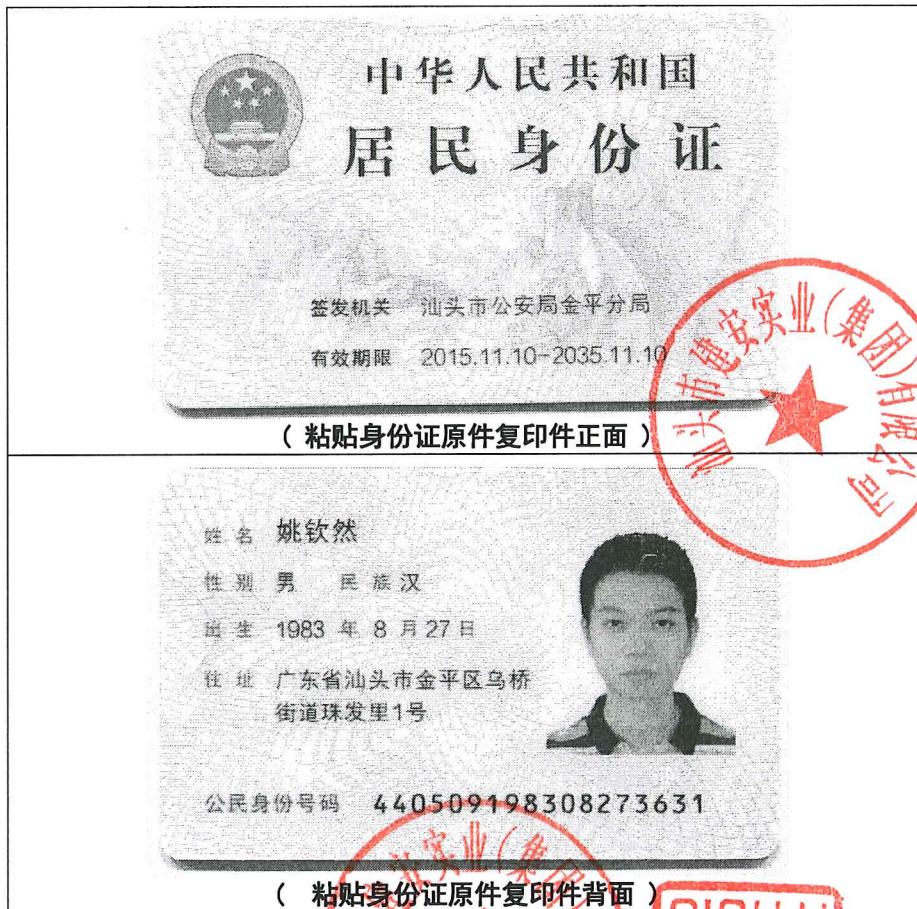 中华人民共和国
居民身份证
签发机关 汕头市公安局金平分局
有效期限 2015.11.10-2035.11.10
汕头市建安实业(集团)有限公司
( 粘贴身份证原件复印件正面 )
姓名 姚钦然
性别 男 民族 汉
出生 1983 年 8 月 27 日
住址 广东省汕头市金平区乌桥
街道珠发里1号
公民身份号码 440509198308273631
安实业(集
( 粘贴身份证原件复印件背面 )